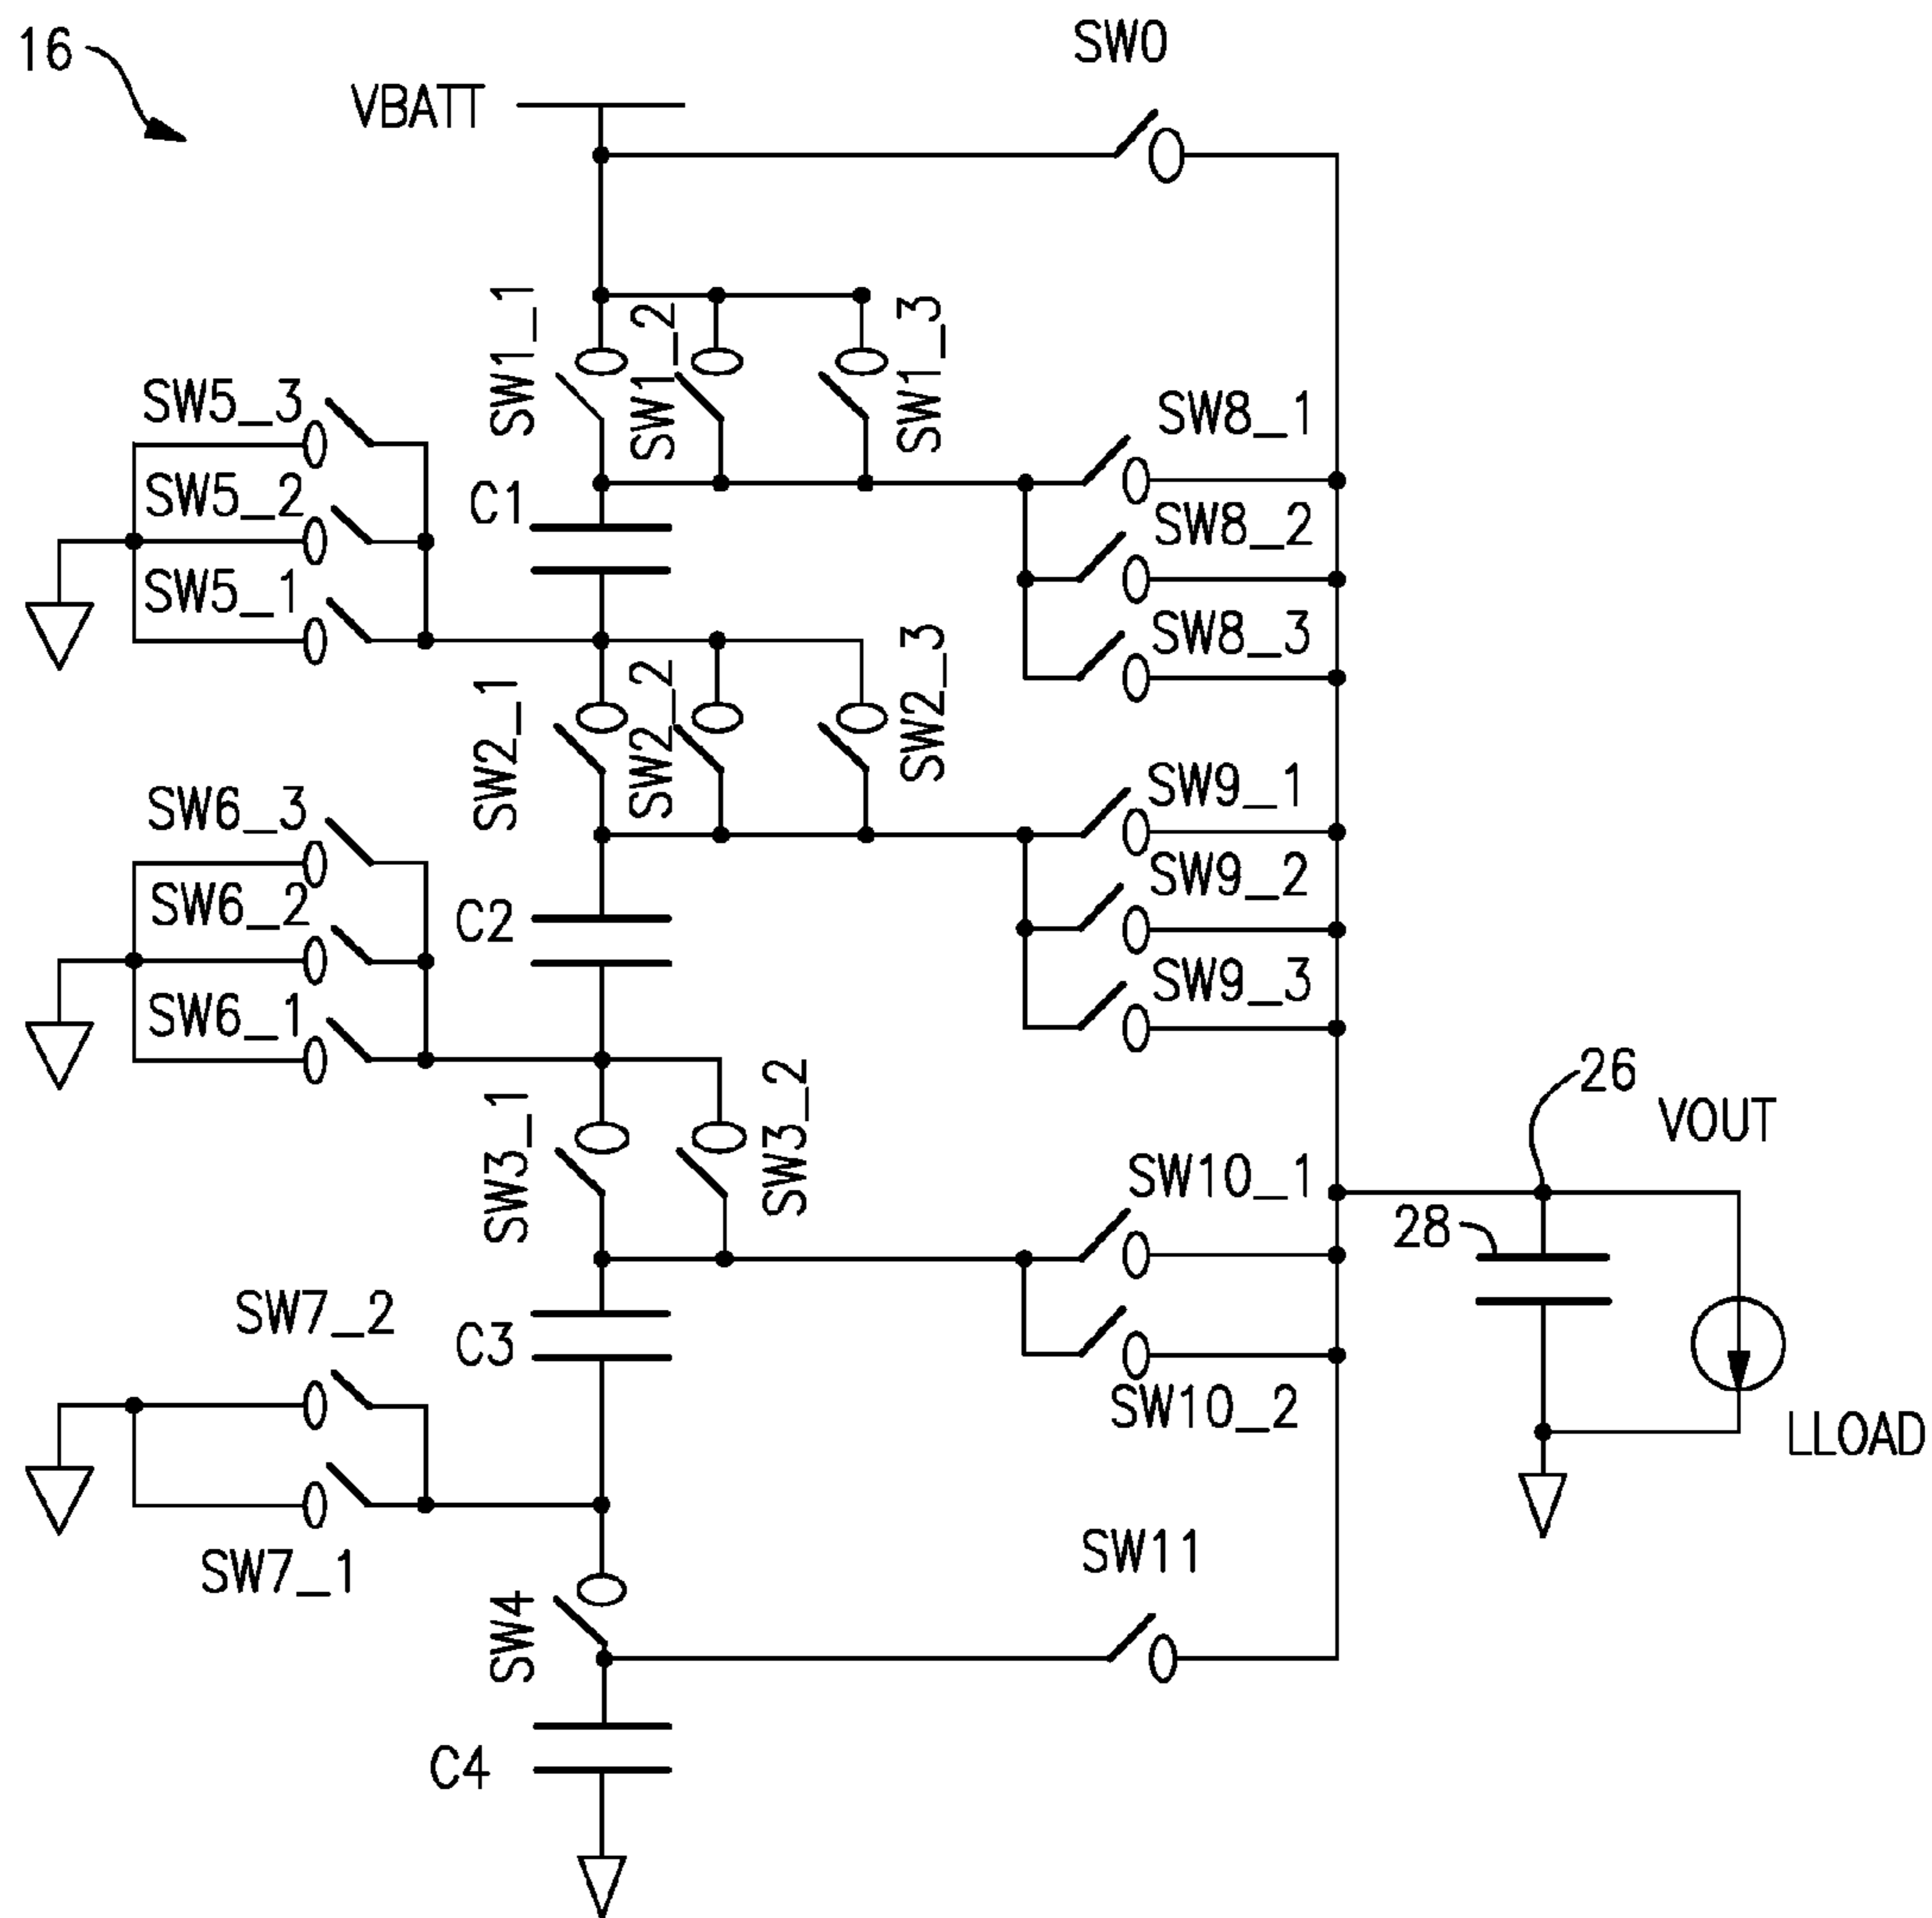 16
SW0
VBATT
SW1_1
SW1_2
SW1_3
SW5_3
SW8_1
SW5_2
C1
SW8_2
SW5_1
SW8_3
SW2_1
SW2_2
SW2_3
SW9_1
SW6_3
SW9_2
SW6_2
C2
SW9_3
SW6_1
26
VOUT
SW3_1
SW3_2
SW10_1
28
SW7_2
C3
SW10_2
LLOAD
SW7_1
SW11
SW4
C4